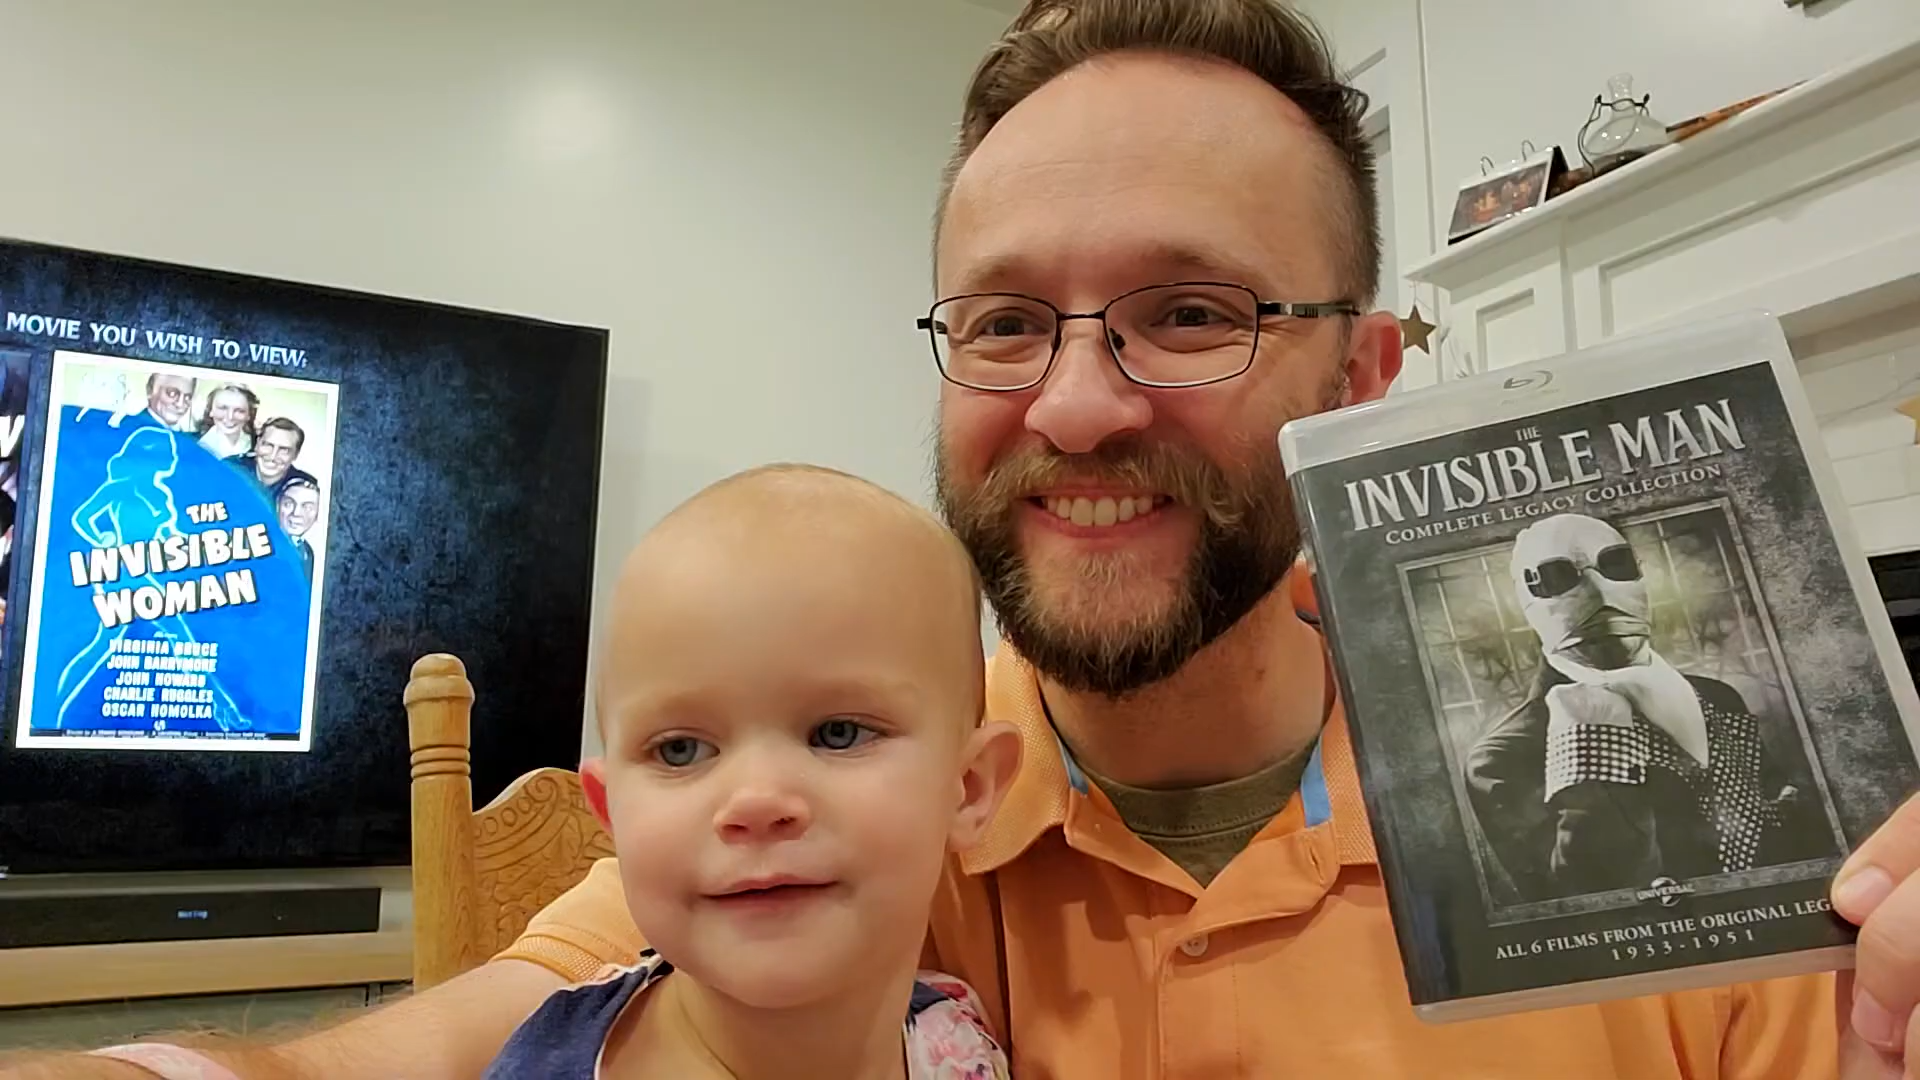 MOVIE YOU WISH TO VIEW:
THE
INVISIBLE
WOMAN
VIRGINIA BRUCE
JOHN BARRYMORE
JOHN HOWARD
CHARLIE RUGGLES
OSCAR HOMOLKA
THE
INVISIBLE MAN
COMPLETE LEGACY COLLECTION
UNIVERSAL
ALL 6 FILMS FROM THE ORIGINAL LEG
1933-1951